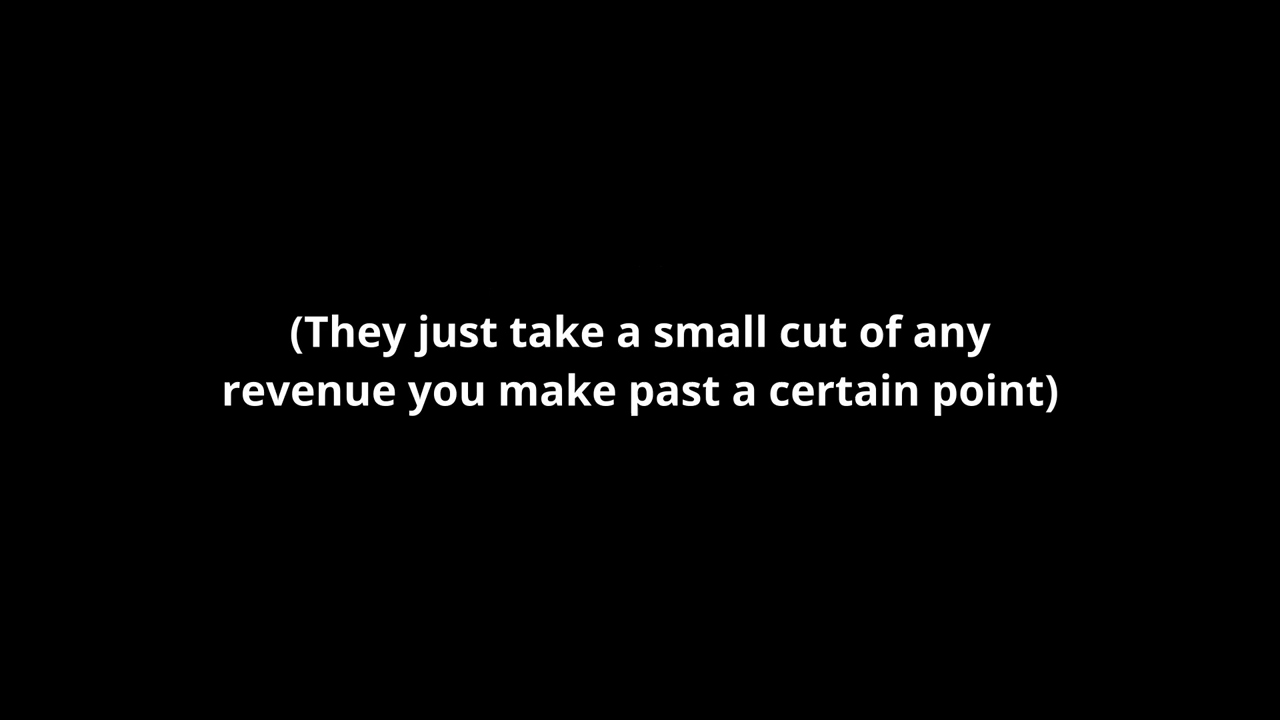 (They just take a small cut of any
revenue you make past a certain point)